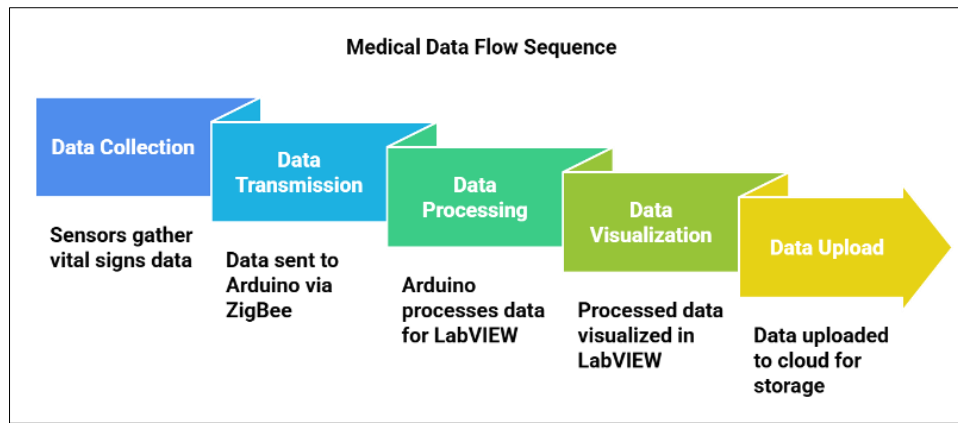 Medical Data Flow Sequence
Data Collection
Sensors gather
vital signs data
Data
Transmission
Data sent to
Arduino via
ZigBee
Data
Processing
Arduino
processes data
for LabVIEW
Data
Visualization
Processed data
visualized in
LabVIEW
Data Upload
Data uploaded
to cloud for
storage